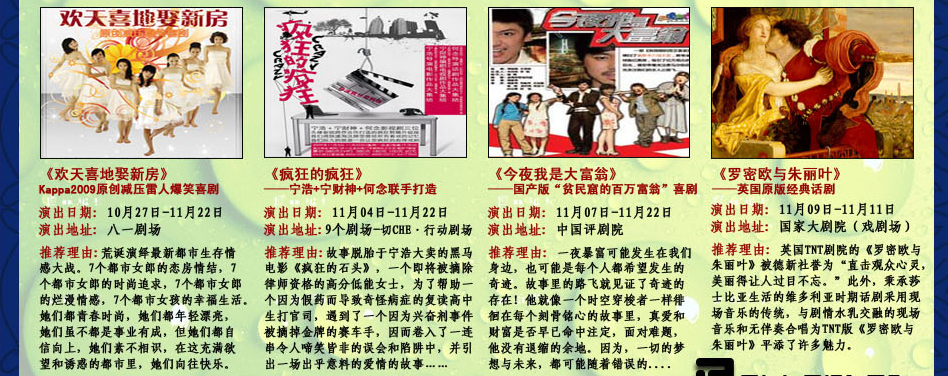 欢天喜地娶新房
疯狂的疯狂
Crazy
宁浩+宁财神+何念影视剧三位
今夜我是
大富翁
《欢天喜地娶新房》
Kappa2009原创减压雷人爆笑喜剧
演出日期: 10月27日-11月22日
演出地址: 八一剧场
推荐理由: 荒诞演绎最新都市生存情
感大战。7个都市女郎的态房情结，7
个都市女郎的时尚追求，7个都市女郎
的烂漫情感，7个都市女孩的幸福生活。
她们都青春时尚，她们都年轻漂亮，
她们虽不都是事业有成，但她们都自
信向上，她们素不相识，在这充满欲
望和诱惑的都市里，她们向往快乐。
《疯狂的疯狂》
——宁浩+宁财神+何念联手打造
演出日期: 11月04日-11月22日
演出地址:9个剧场—切CHE·行动剧场
推荐理由: 故事脱胎于宁浩大卖的黑马
电影《疯狂的石头》，一个即将被摘除
律师资格的高分低能女士，为了帮助一
个因为假药而导致奇怪病症的复读高中
生打官司，遇到了一个因为兴奋剂事件
被摘掉金牌的赛车手，因而卷入了一连
串令人啼笑皆非的误会和陷阱中，并引
出一场出乎意料的爱情的故事......
《今夜我是大富翁》
——国产版“贫民窟的百万富翁”喜剧
演出日期: 11月07日-11月22日
演出地址: 中国评剧院
推荐理由: 一夜暴富可能发生在我们
身边，也可能是每个人都希望发生的
奇迹。故事里的路飞就见证了奇迹的
存在！他就像一个时空穿梭者一样徘
徊在每个刻骨铭心的故事里，真爱和
财富是否早已命中注定，面对难题，
他没有退缩的余地。因为，一切的梦
想与未来，都可能随着错误的....
《罗密欧与朱丽叶》
——英国原版经典话剧
演出日期: 11月09日-11月11日
演出地址: 国家大剧院（戏剧场）
推荐理由: 英国TNT剧院的《罗密欧与
朱丽叶》被德新社誉为“直击观众心灵，
美丽得让人过目不忘。”此外，秉承莎
士比亚生活的维多利亚时期话剧采用现
场音乐的传统，与剧情水乳交融的现场
音乐和无伴奏合唱为TNT版《罗密欧与
朱丽叶》平添了许多魅力。